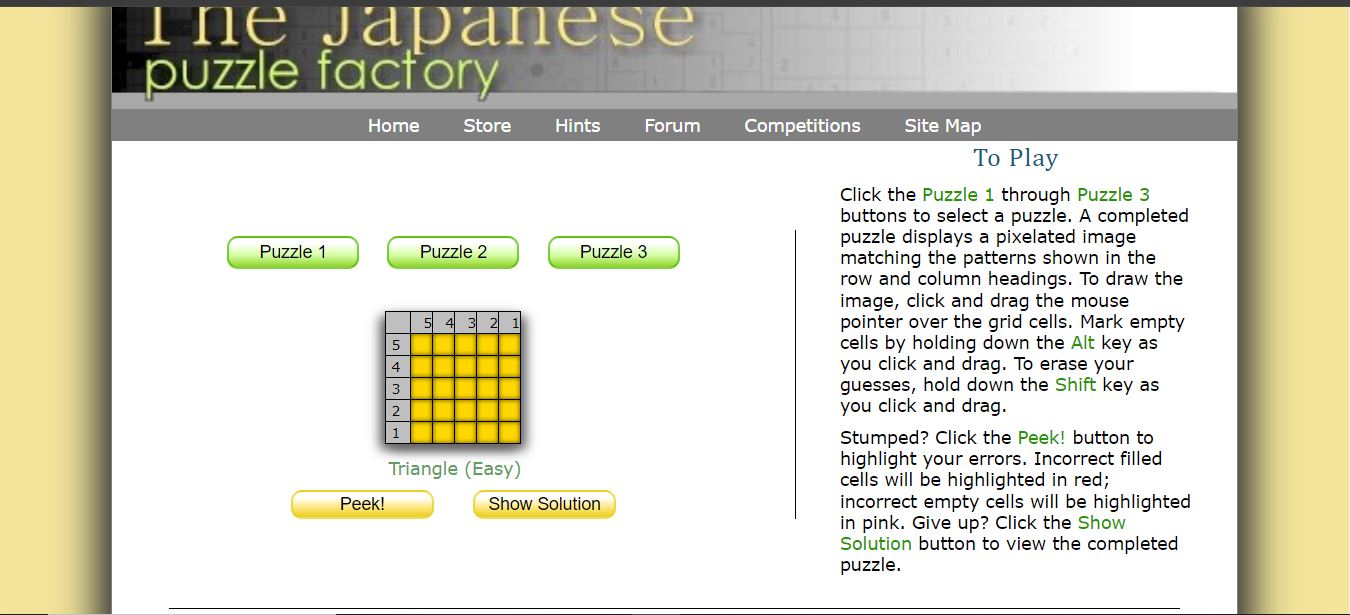 The Japanese
puzzle factory
Home Store Hints Forum Competitions Site Map
Puzzle 1 Puzzle 2 Puzzle 3
5 4 3 2 1
5
4
3
2
1
Triangle (Easy)
Peek! Show Solution
To Play
Click the Puzzle 1 through Puzzle 3
buttons to select a puzzle. A completed
puzzle displays a pixelated image
matching the patterns shown in the
row and column headings. To draw the
image, click and drag the mouse
pointer over the grid cells. Mark empty
cells by holding down the Alt key as
you click and drag. To erase your
guesses, hold down the Shift key as
you click and drag.
Stumped? Click the Peek! button to
highlight your errors. Incorrect filled
cells will be highlighted in red;
incorrect empty cells will be highlighted
in pink. Give up? Click the Show
Solution button to view the completed
puzzle.